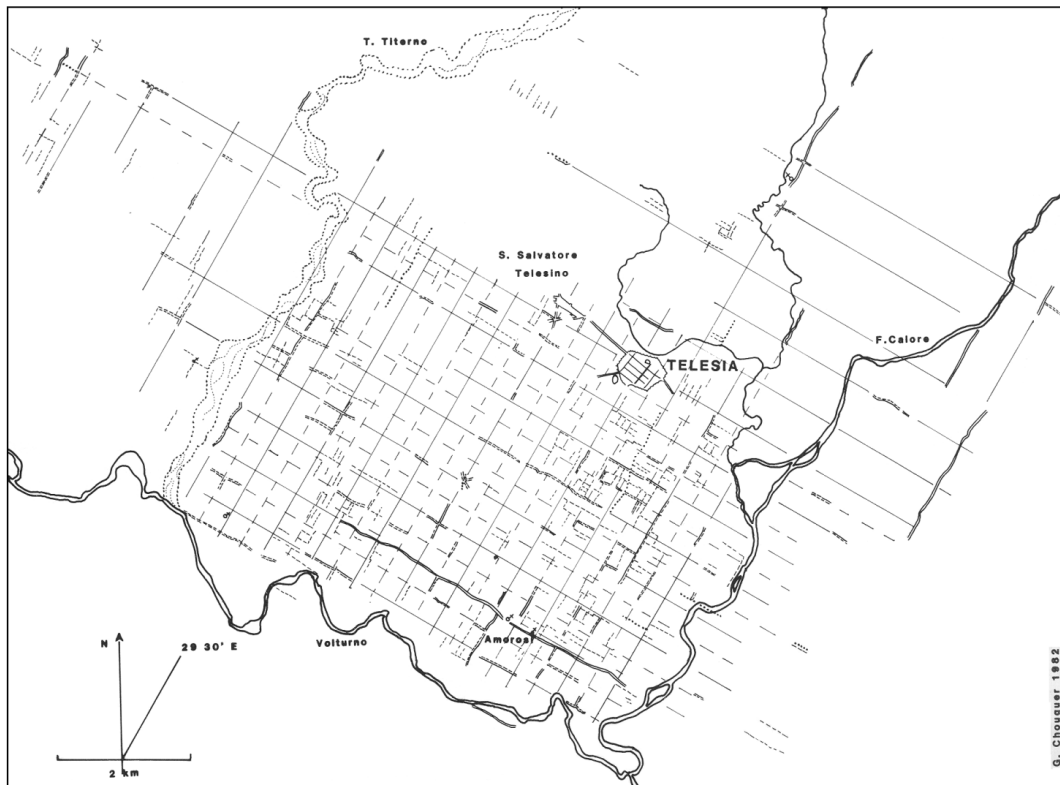 T. Titerno
S. Salvatore
Telesino
TELESIA
F. Calore
Volturno
Amorosi
N
29 30' E
2 km
G. Chouquer 1982